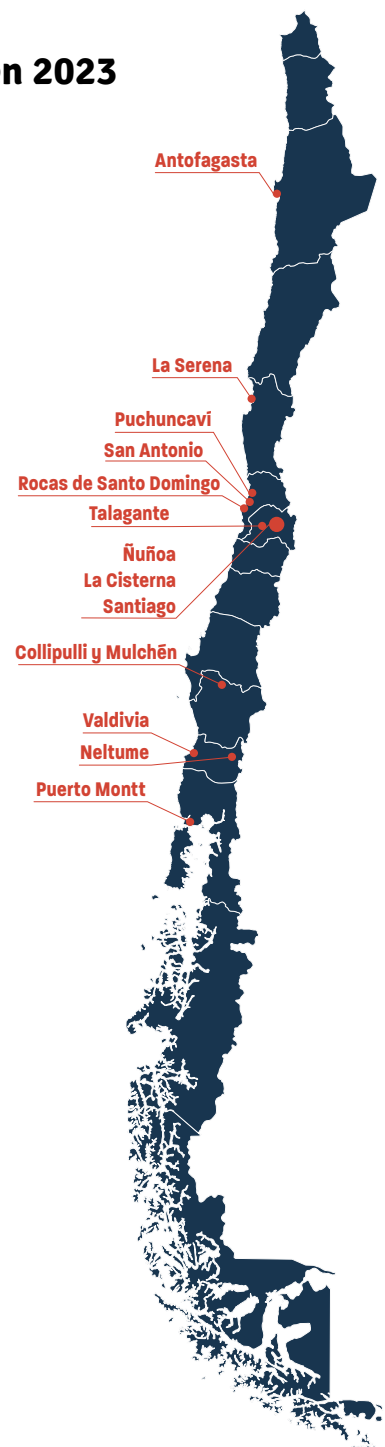 n 2023
Antofagasta
La Serena
Puchuncaví
San Antonio
Rocas de Santo Domingo
Talagante
Ñuñoa
La Cisterna
Santiago
Collipulli y Mulchén
Valdivia
Neltume
Puerto Montt